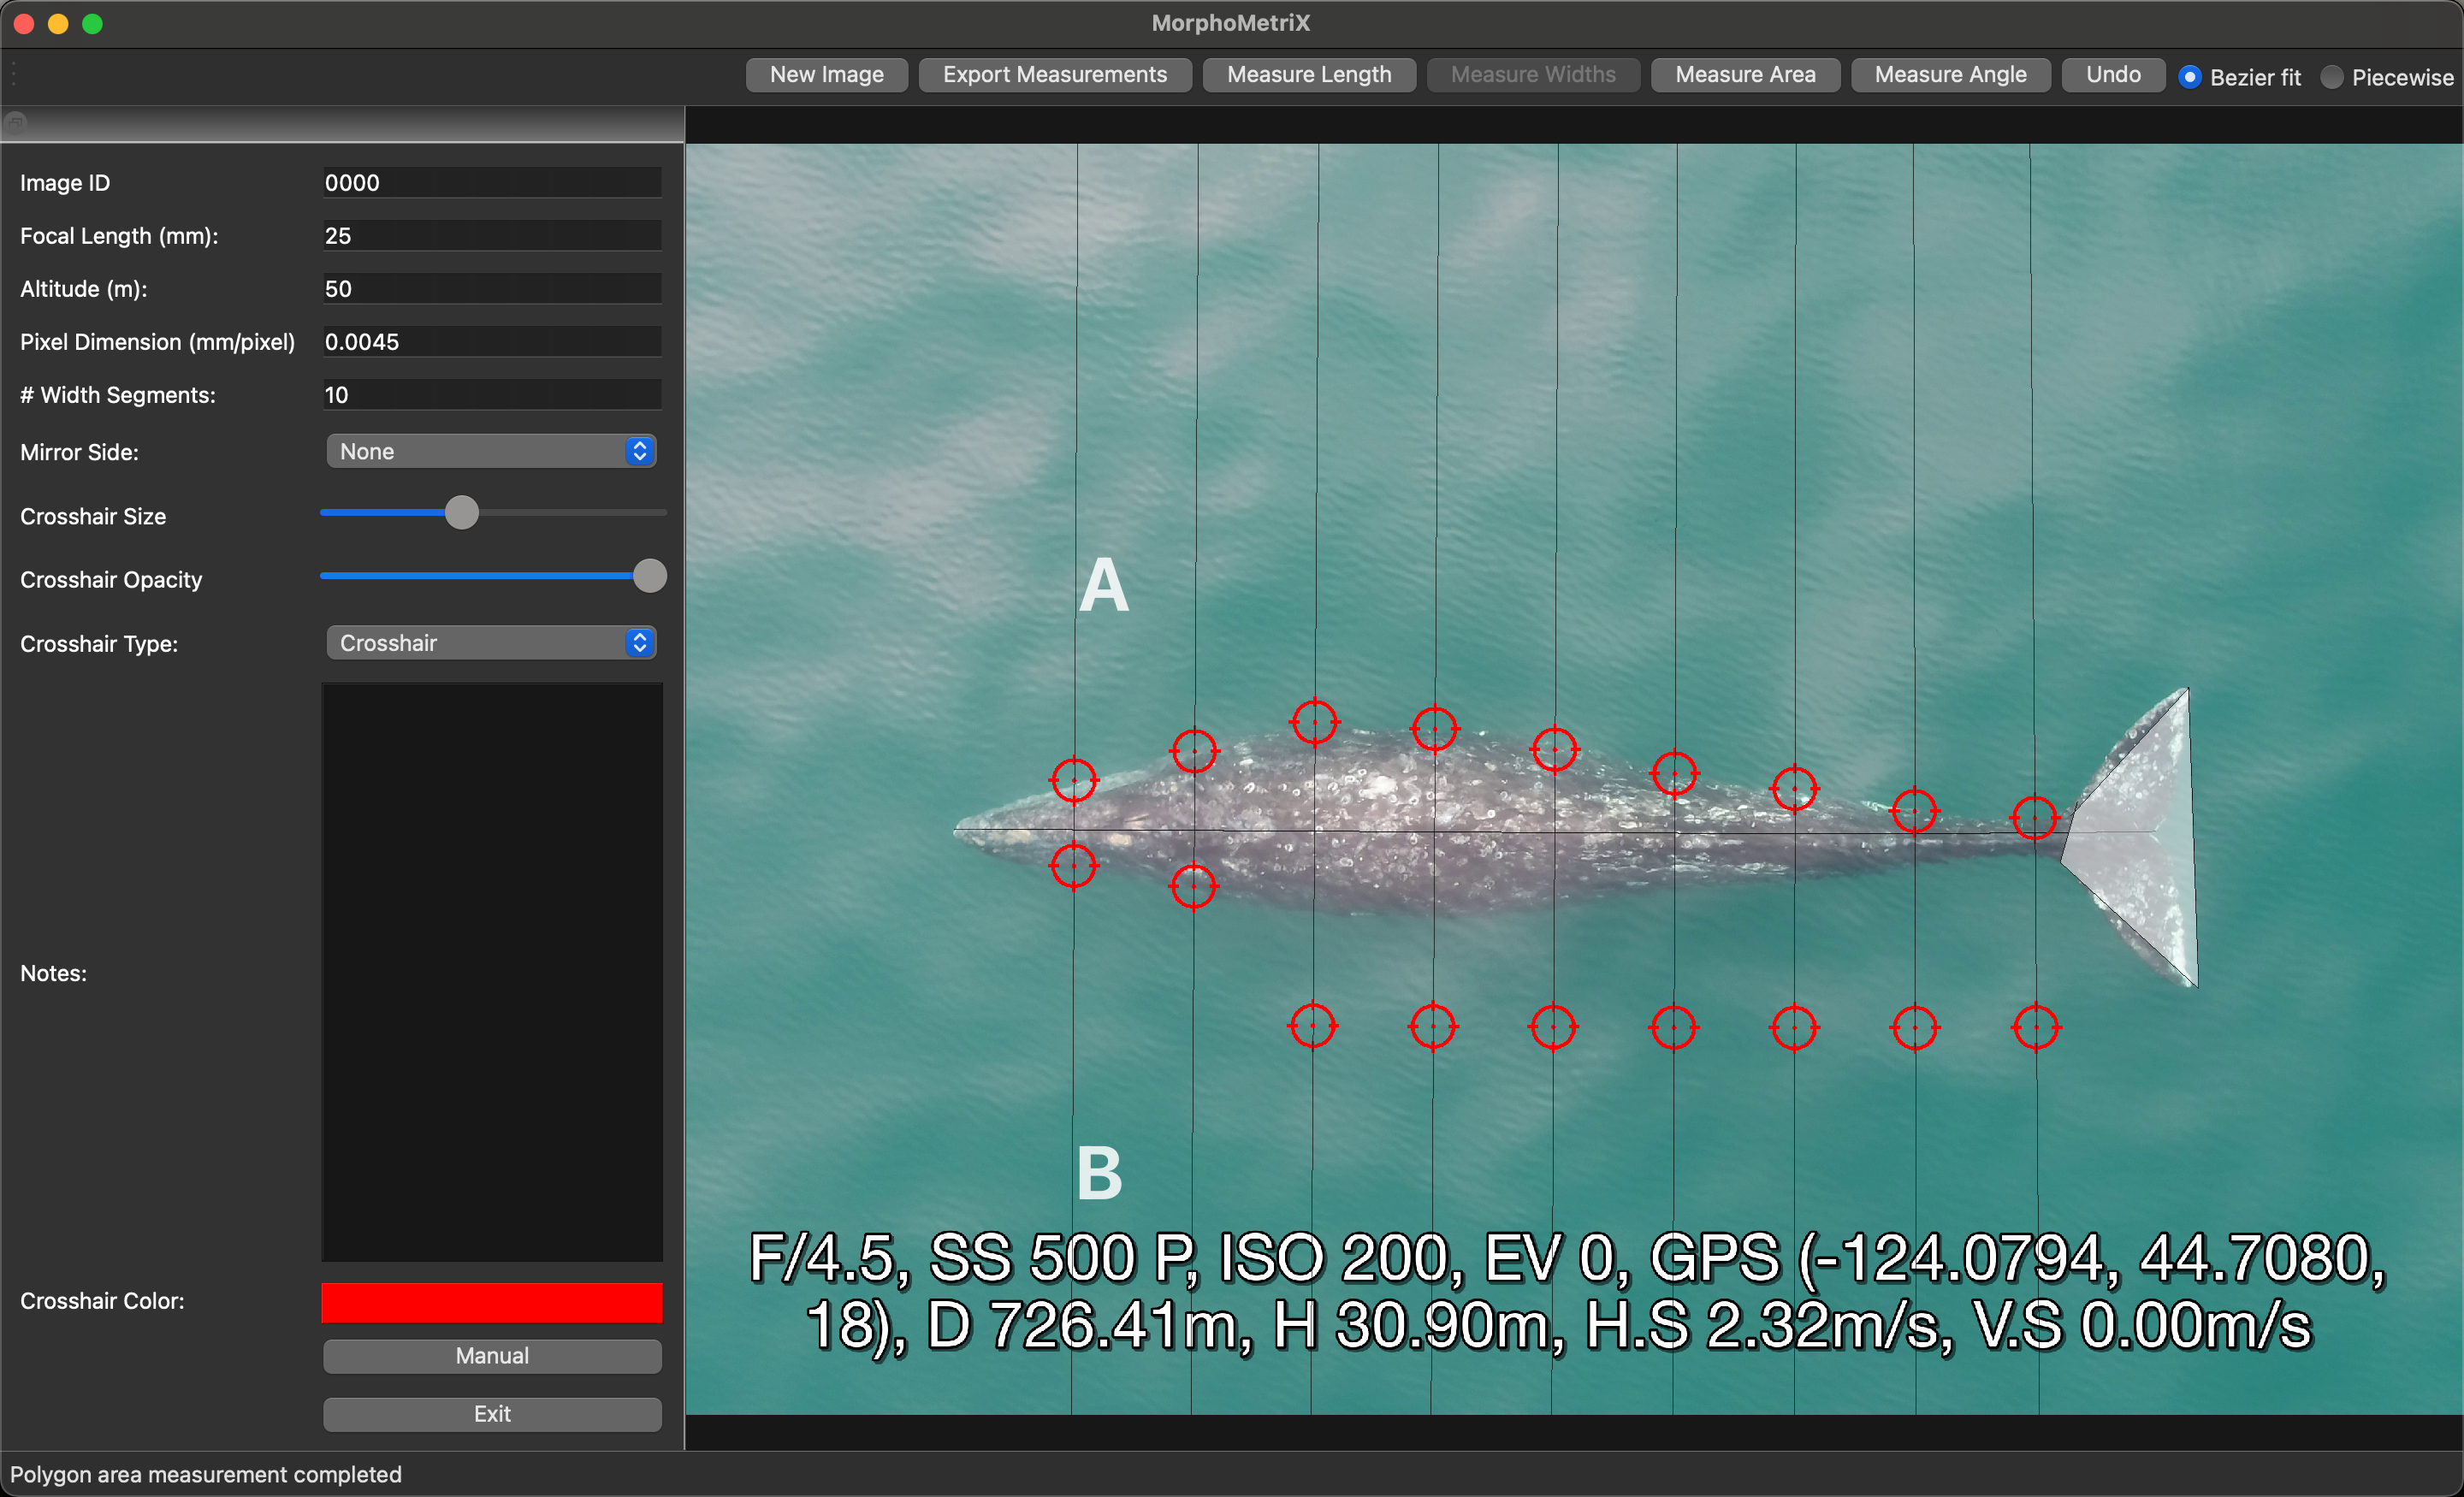 MorphoMetriX
New Image Export Measurements Measure Length Measure Widths Measure Area Measure Angle Undo Bezier fit Piecewise
Image ID 0000
Focal Length (mm): 25
Altitude (m): 50
Pixel Dimension (mm/pixel) 0.0045
# Width Segments: 10
Mirror Side: None
Crosshair Size
Crosshair Opacity
Crosshair Type: Crosshair
Notes:
Crosshair Color:
Manual
Exit
A
B
F/4.5, SS 500 P, ISO 200, EV 0, GPS (-124.0794, 44.7080,
18), D 726.41m, H 30.90m, H.S 2.32m/s, V.S 0.00m/s
Polygon area measurement completed